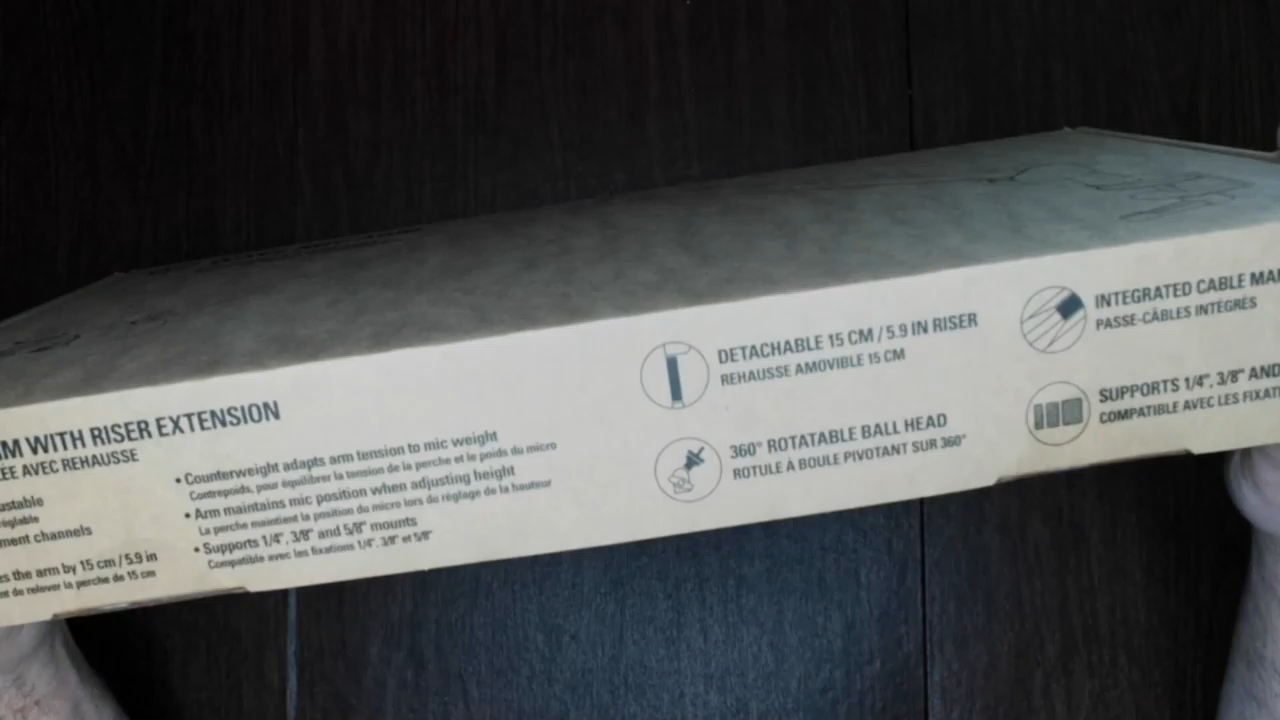 M WITH RISER EXTENSION
ÉE AVEC REHAUSSE
ustable
réglable
ment channels
s the arm by 15 cm / 5.9 in
nt de relever la perche de 15 cm
• Counterweight adapts arm tension to mic weight
Contrepoids, pour équilibrer la tension de la perche et le poids du micro
• Arm maintains mic position when adjusting height
La perche maintient la position du micro lors du réglage de la hauteur
• Supports 1/4", 3/8" and 5/8" mounts
Compatible avec les fixations 1/4", 3/8" et 5/8"
DETACHABLE 15 CM / 5.9 IN RISER
REHAUSSE AMOVIBLE 15 CM
360° ROTATABLE BALL HEAD
ROTULE À BOULE PIVOTANT SUR 360°
INTEGRATED CABLE MA
PASSE-CÂBLES INTÉGRÉS
SUPPORTS 1/4", 3/8" AND
COMPATIBLE AVEC LES FIXATI